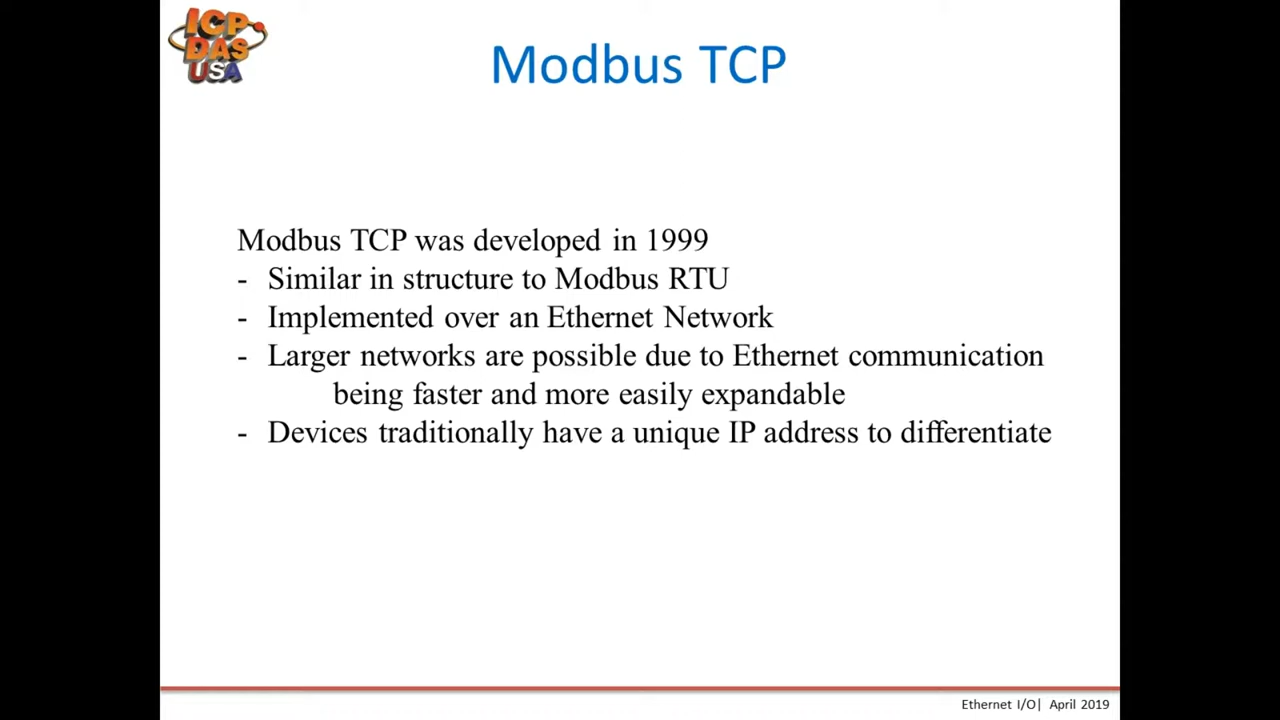 ICP
DAS
USA
Modbus TCP
Modbus TCP was developed in 1999
- Similar in structure to Modbus RTU
- Implemented over an Ethernet Network
- Larger networks are possible due to Ethernet communication
being faster and more easily expandable
- Devices traditionally have a unique IP address to differentiate
Ethernet I/O| April 2019